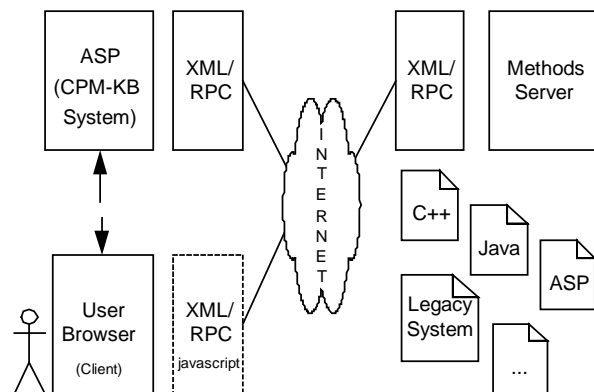 ASP
(CPM-KB
System)
XML/
RPC
INTERNET
XML/
RPC
Methods
Server
C++
Java
ASP
Legacy
System
...
User
Browser
(Client)
XML/
RPC
javascript